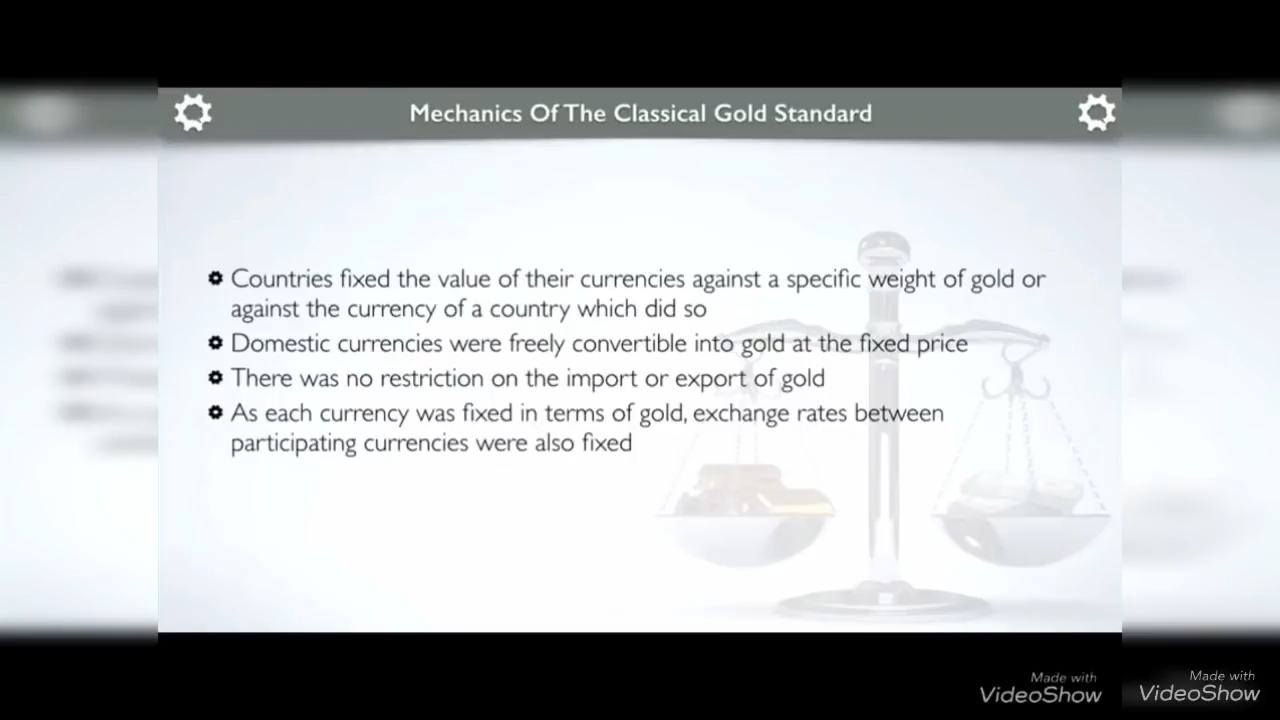 Mechanics Of The Classical Gold Standard
Countries fixed the value of their currencies against a specific weight of gold or
against the currency of a country which did so
Domestic currencies were freely convertible into gold at the fixed price
There was no restriction on the import or export of gold
As each currency was fixed in terms of gold, exchange rates between
participating currencies were also fixed
Made with
VideoShow
Made with
VideoShow